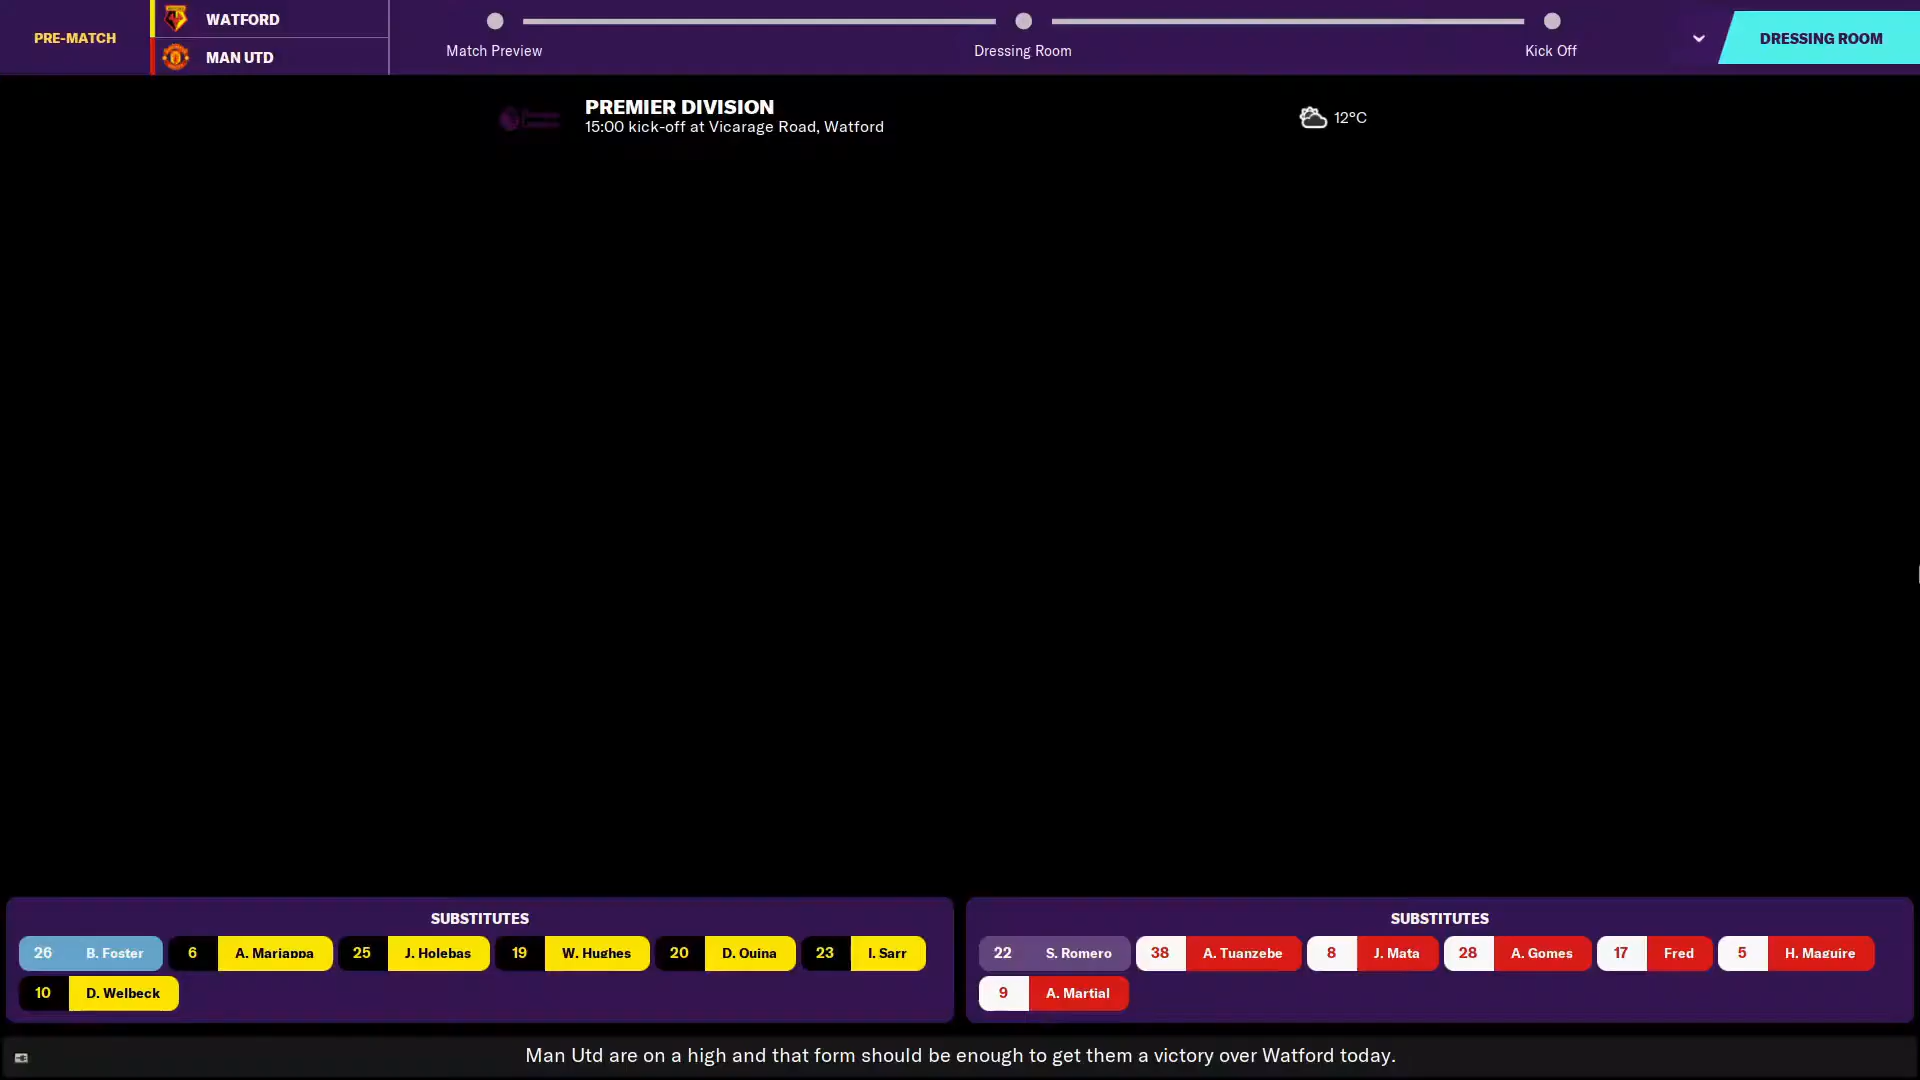 PRE-MATCH
WATFORD
MAN UTD
Match Preview
Dressing Room
Kick Off
DRESSING ROOM
PREMIER DIVISION
15:00 kick-off at Vicarage Road, Watford
12°C
SUBSTITUTES
26 B. Foster 6 A. Mariappa 25 J. Holebas 19 W. Hughes 20 D. Quina 23 I. Sarr
10 D. Welbeck
SUBSTITUTES
22 S. Romero 38 A. Tuanzebe 8 J. Mata 28 A. Gomes 17 Fred 5 H. Maguire
9 A. Martial
Man Utd are on a high and that form should be enough to get them a victory over Watford today.